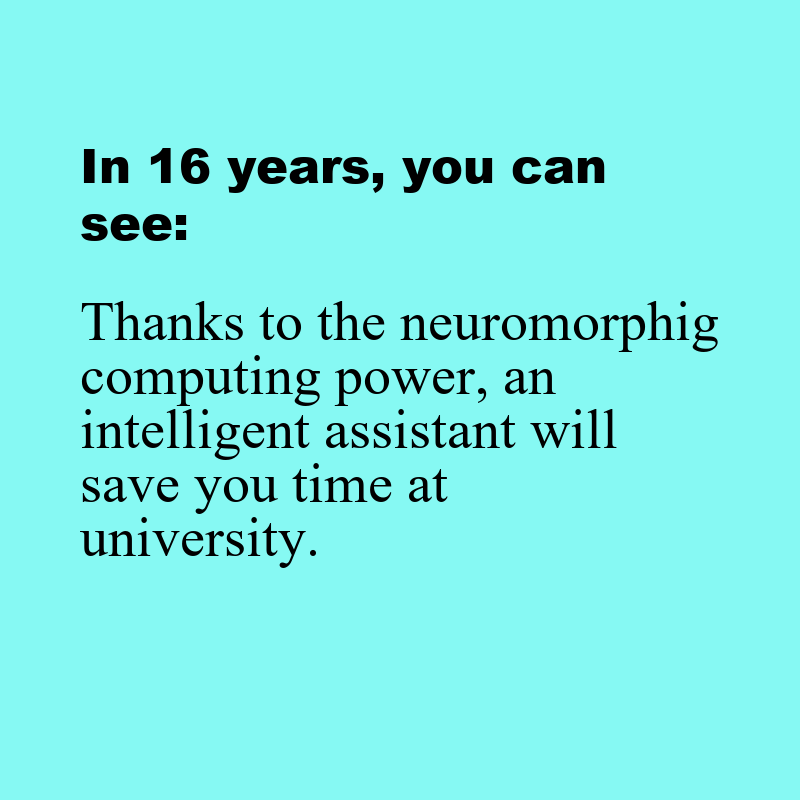 In 16 years, you can
see:
Thanks to the neuromorphig
computing power, an
intelligent assistant will
save you time at
university.